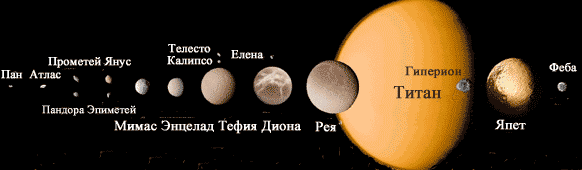 Пан Атлас
Прометей Янус
Пандора Эпиметей
Мимас Энцелад Тефия Диона Рея
Телесто
Калипсо
Елена
Гиперион
Титан
Япет
Феба